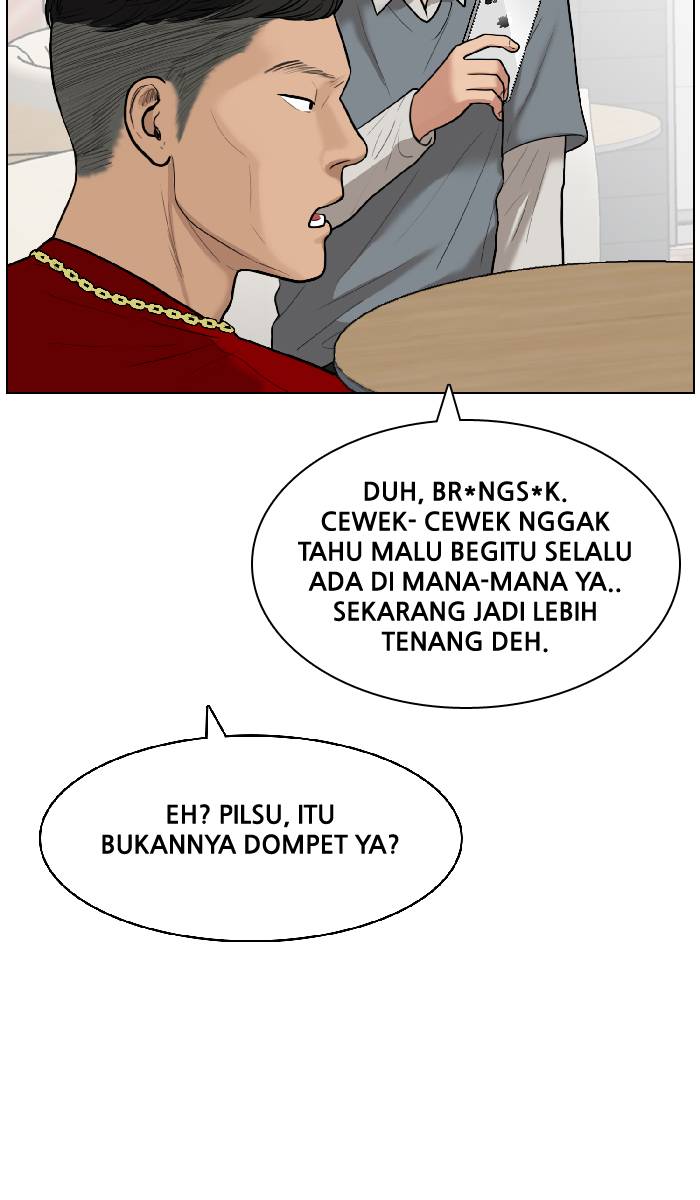 DUH, BR*NGS*K.
CEWEK- CEWEK NGGAK
TAHU MALU BEGITU SELALU
ADA DI MANA-MANA YA..
SEKARANG JADI LEBIH
TENANG DEH.
EH? PILSU, ITU
BUKANNYA DOMPET YA?